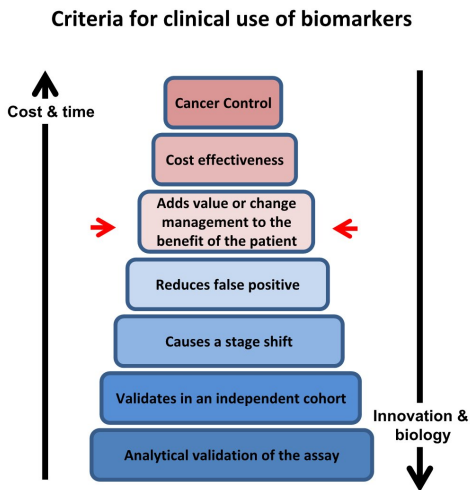 Criteria for clinical use of biomarkers
Cost & time
Cancer Control
Cost effectiveness
Adds value or change
management to the
benefit of the patient
Reduces false positive
Causes a stage shift
Validates in an independent cohort
Innovation &
biology
Analytical validation of the assay